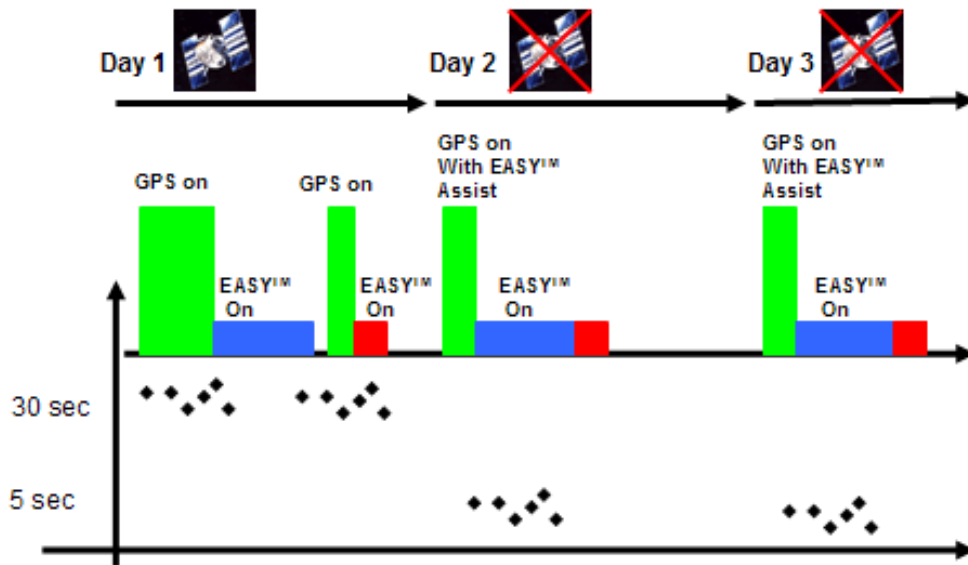 Day 1
Day 2
Day 3
GPS on
GPS on
GPS on
With EASY™
Assist
GPS on
With EASY™
Assist
EASY™
On
EASY™
On
EASY™
On
EASY™
On
30 sec
5 sec